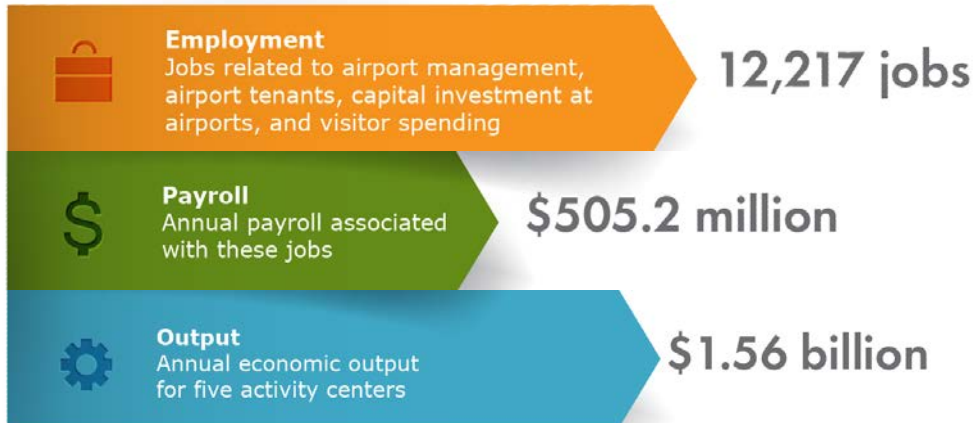 Employment
Jobs related to airport management,
airport tenants, capital investment at
airports, and visitor spending
12,217 jobs
$
Payroll
Annual payroll associated
with these jobs
$505.2 million
Output
Annual economic output
for five activity centers
$1.56 billion